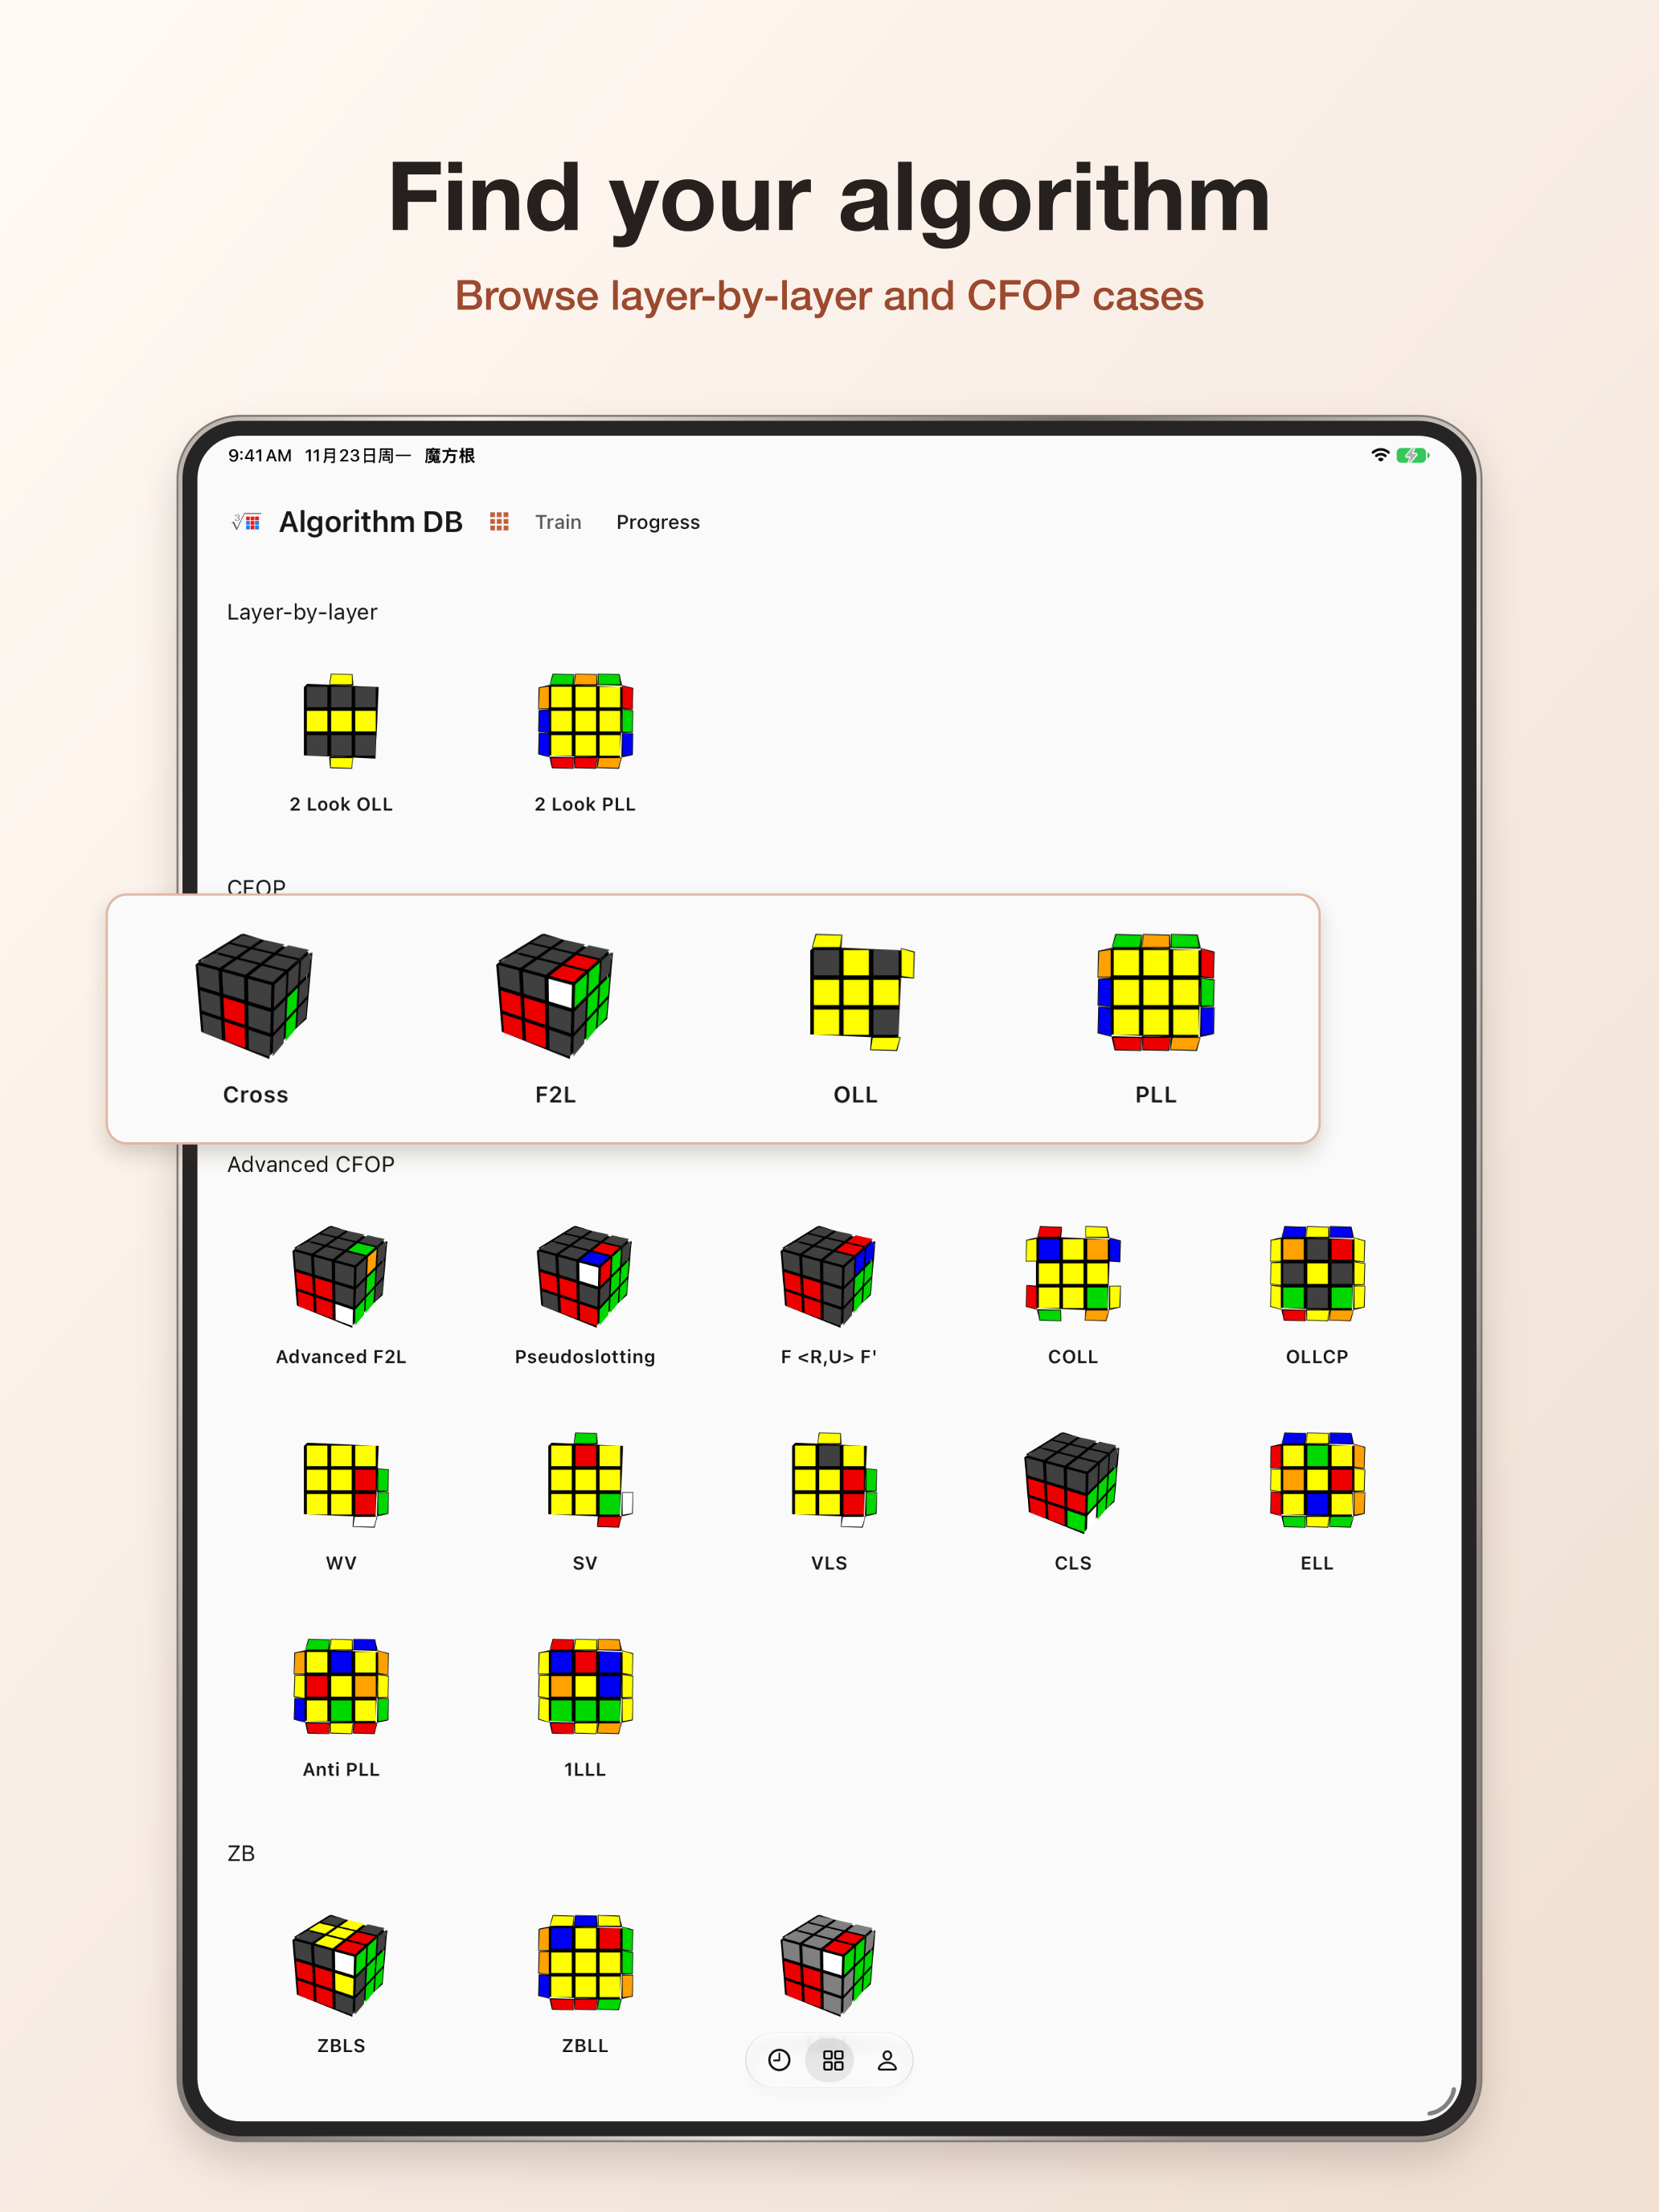 Find your algorithm
Browse layer-by-layer and CFOP cases
9:41 AM 11月23日周一 魔方根
Algorithm DB Train Progress
Layer-by-layer
2 Look OLL 2 Look PLL
CFOP
Cross F2L OLL PLL
Advanced CFOP
Advanced F2L Pseudoslotting F <R,U> F' COLL OLLCP
WV SV VLS CLS ELL
Anti PLL 1LLL
ZB
ZBLS ZBLL